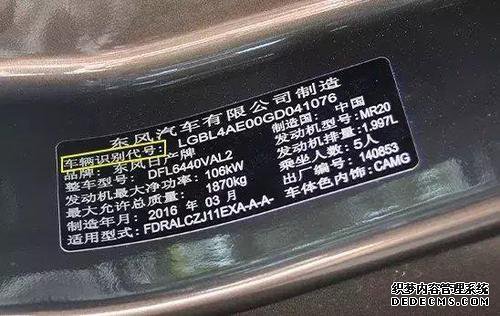 东风汽车有限公司制造
车辆识别代号: LGBL4AE00GD041076
品牌: 东风日产牌 制造国: 中国
整车型号: DFL6440VAL2 发动机型号: MR20
发动机最大净功率: 106kW 发动机排量: 1.997L
最大允许总质量: 1870kg 乘坐人数: 5人
制造年月: 2016 年 03 月 出厂编号: 140853
适用型式: FDRALCZJ11EXA-A-A- 车体色内饰色: CAMG
织梦内容管理系统
DEDECMS.COM